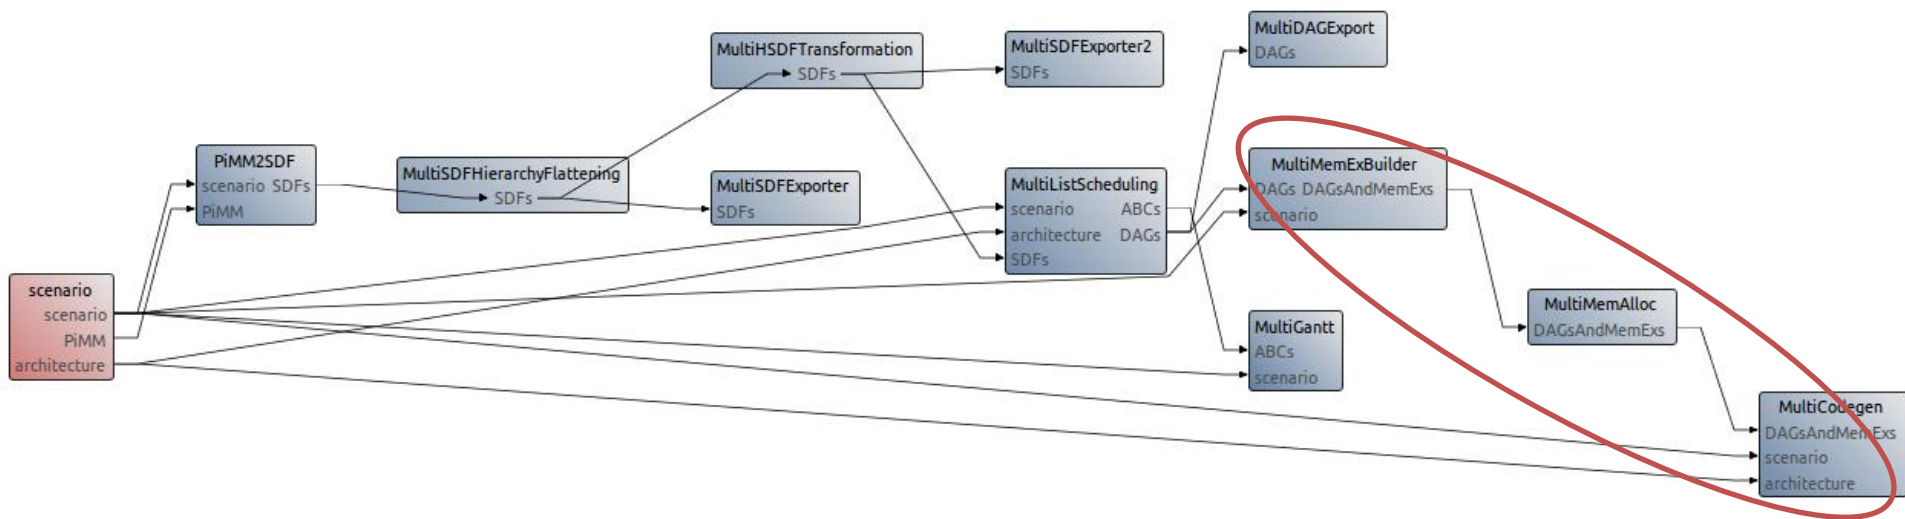 scenario
scenario
PiMM
architecture
PiMM2SDF
scenario SDFs
PiMM
MultiSDFHierarchyFlattening
SDFs
MultiHSDFTransformation
SDFs
MultiSDFExporter
SDFs
MultiSDFExporter2
SDFs
MultiListScheduling
scenario ABCs
architecture DAGs
SDFs
MultiDAGExport
DAGs
MultiMemExBuilder
DAGs DAGsAndMemExs
scenario
MultiGantt
ABCs
scenario
MultiMemAlloc
DAGsAndMemExs
MultiCodegen
DAGsAndMemExs
scenario
architecture